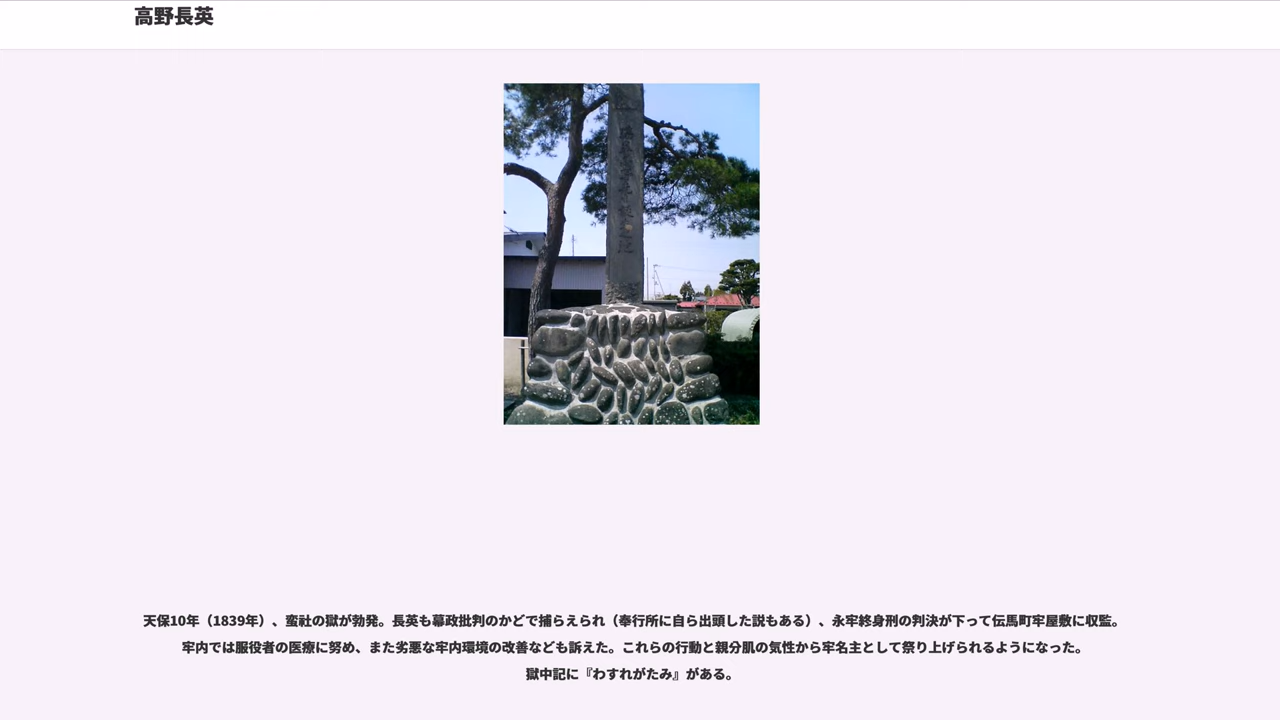 高野長英
天保10年（1839年）、蛮社の獄が勃発。長英も幕政批判のかどで捕らえられ（奉行所に自ら出頭した説もある）、永牢終身刑の判決が下って伝馬町牢屋敷に収監。
牢内では服役者の医療に努め、また劣悪な牢内環境の改善なども訴えた。これらの行動と親分肌の気性から牢名主として祭り上げられるようになった。
獄中記に『わすれがたみ』がある。